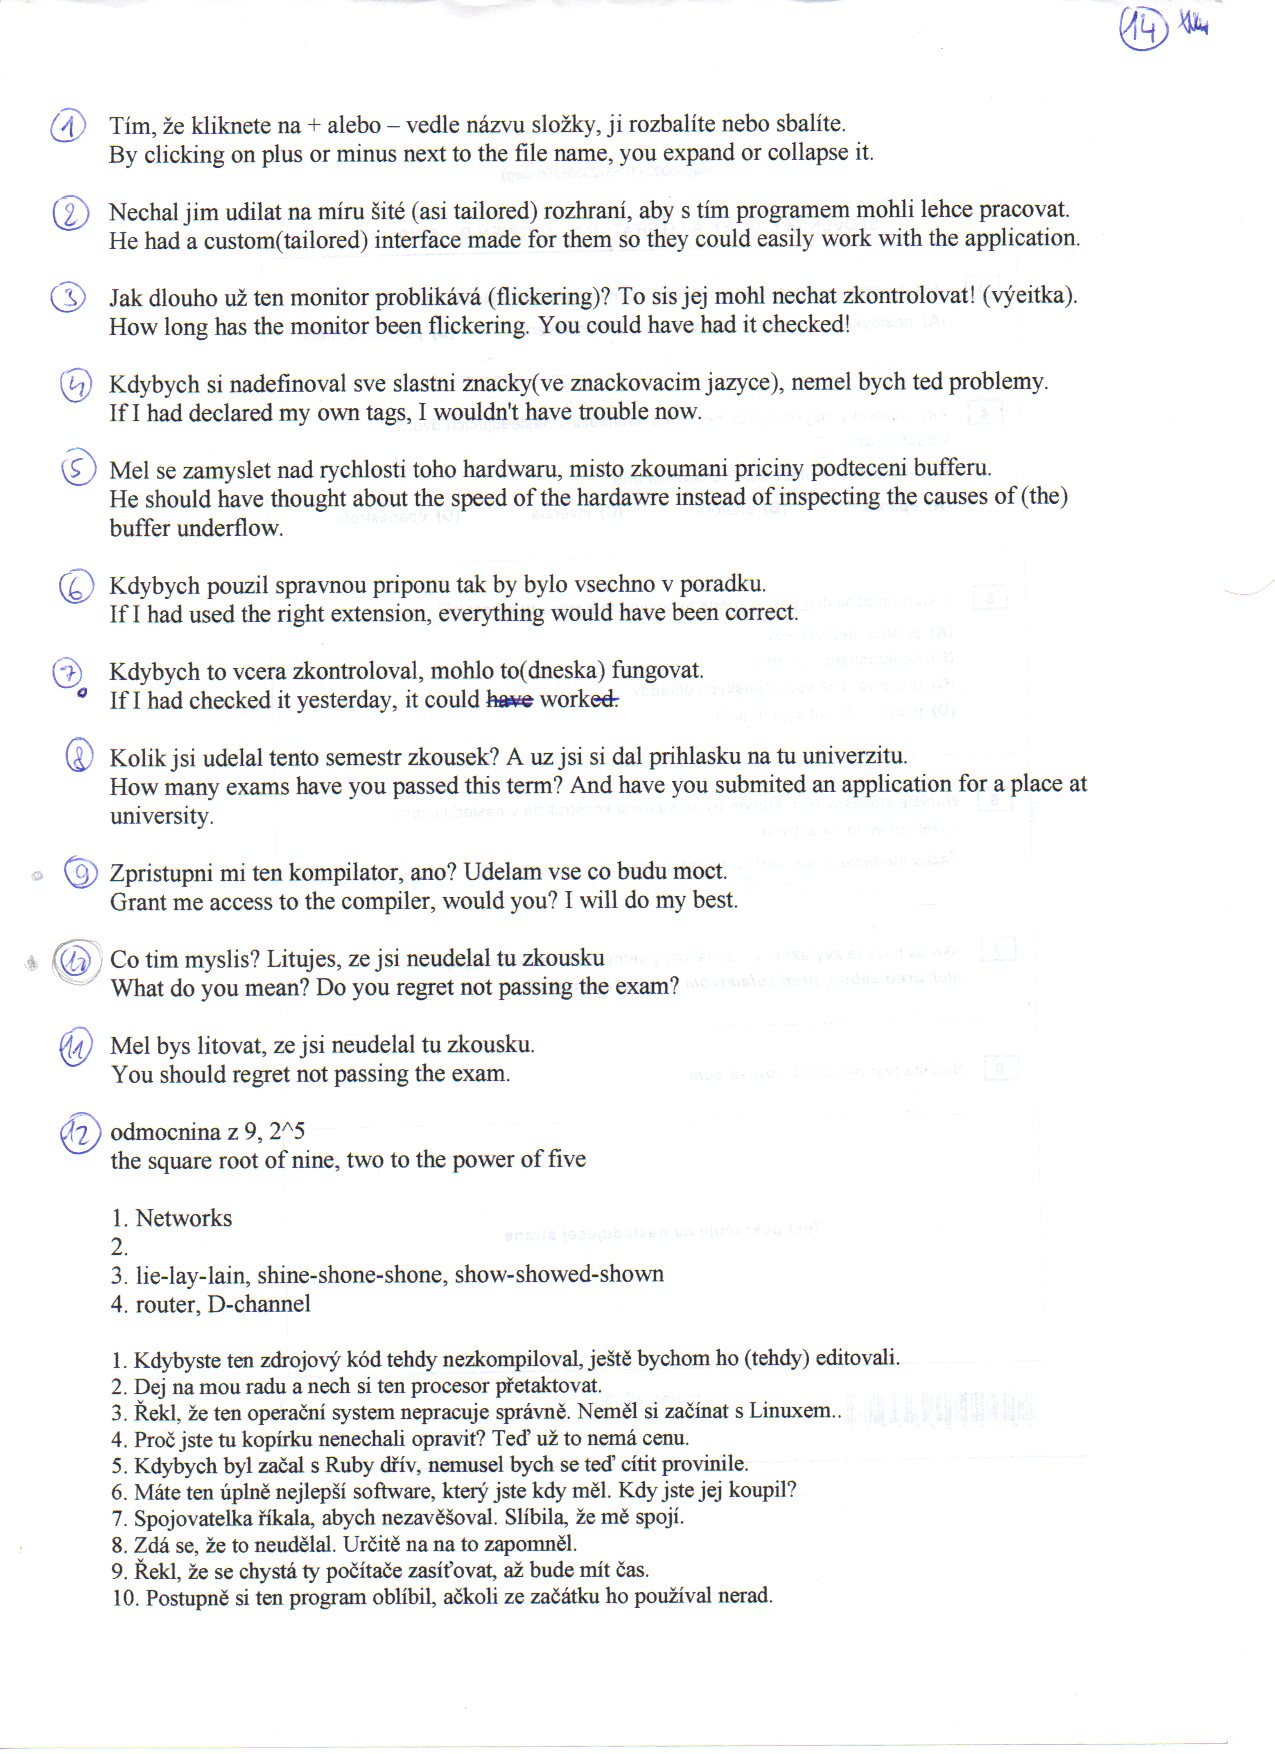 14
1 Tím, že kliknete na + alebo – vedle názvu složky, ji rozbalíte nebo sbalíte.
By clicking on plus or minus next to the file name, you expand or collapse it.
2 Nechal jim udilat na míru šité (asi tailored) rozhraní, aby s tím programem mohli lehce pracovat.
He had a custom(tailored) interface made for them so they could easily work with the application.
3 Jak dlouho už ten monitor problikává (flickering)? To sis jej mohl nechat zkontrolovat! (výeitka).
How long has the monitor been flickering. You could have had it checked!
4 Kdybych si nadefinoval sve slastni znacky(ve znackovacim jazyce), nemel bych ted problemy.
If I had declared my own tags, I wouldn't have trouble now.
5 Mel se zamyslet nad rychlosti toho hardwaru, misto zkoumani priciny podteceni bufferu.
He should have thought about the speed of the hardawre instead of inspecting the causes of (the)
buffer underflow.
6 Kdybych pouzil spravnou priponu tak by bylo vsechno v poradku.
If I had used the right extension, everything would have been correct.
7 Kdybych to vcera zkontroloval, mohlo to(dneska) fungovat.
If I had checked it yesterday, it could have worked.
8 Kolik jsi udelal tento semestr zkousek? A uz jsi si dal prihlasku na tu univerzitu.
How many exams have you passed this term? And have you submited an application for a place at
university.
9 Zpristupni mi ten kompilator, ano? Udelam vse co budu moct.
Grant me access to the compiler, would you? I will do my best.
10 Co tim myslis? Litujes, ze jsi neudelal tu zkousku
What do you mean? Do you regret not passing the exam?
11 Mel bys litovat, ze jsi neudelal tu zkousku.
You should regret not passing the exam.
12 odmocnina z 9, 2^5
the square root of nine, two to the power of five
1. Networks
2.
3. lie-lay-lain, shine-shone-shone, show-showed-shown
4. router, D-channel
1. Kdybyste ten zdrojový kód tehdy nezkompiloval, ještě bychom ho (tehdy) editovali.
2. Dej na mou radu a nech si ten procesor přetaktovat.
3. Řekl, že ten operační system nepracuje správně. Neměl si začínat s Linuxem..
4. Proč jste tu kopírku nenechali opravit? Teď už to nemá cenu.
5. Kdybych byl začal s Ruby dřív, nemusel bych se teď cítit provinile.
6. Máte ten úplně nejlepší software, který jste kdy měl. Kdy jste jej koupil?
7. Spojovatelka říkala, abych nezavěšoval. Slíbila, že mě spojí.
8. Zdá se, že to neudělal. Určitě na na to zapomněl.
9. Řekl, že se chystá ty počítače zasíťovat, až bude mít čas.
10. Postupně si ten program oblíbil, ačkoli ze začátku ho používal nerad.